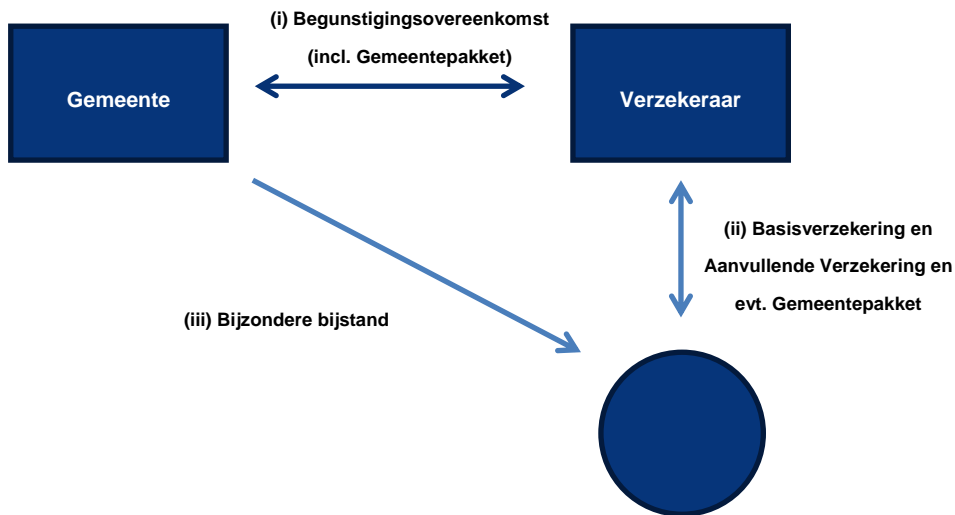 (i) Begunstigingsovereenkomst
(incl. Gemeentepakket)
Gemeente
Verzekeraar
(ii) Basisverzekering en
Aanvullende Verzekering en
evt. Gemeentepakket
(iii) Bijzondere bijstand